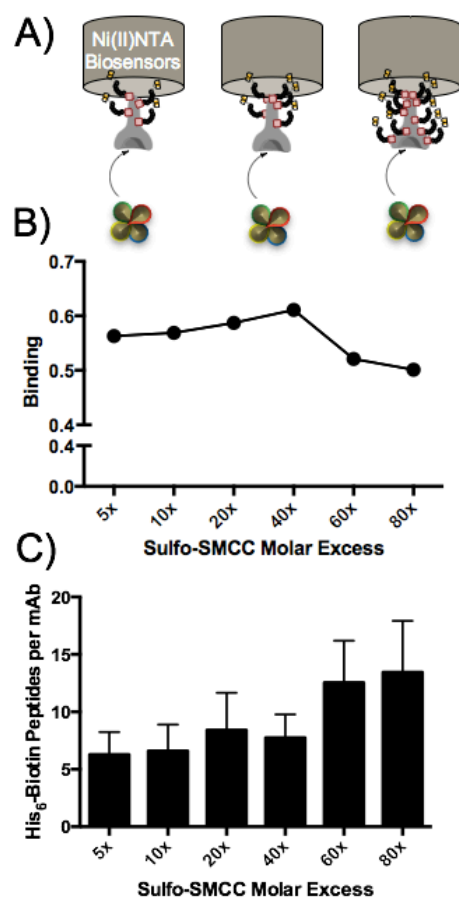 A)
Ni(II)NTA
Biosensors
B)
0.7
0.6
0.5
0.4
0.4
0.0
Binding
5x 10x 20x 40x 60x 80x
Sulfo-SMCC Molar Excess
C)
20
15
10
5
0
His6-Biotin Peptides per mAb
5x 10x 20x 40x 60x 80x
Sulfo-SMCC Molar Excess